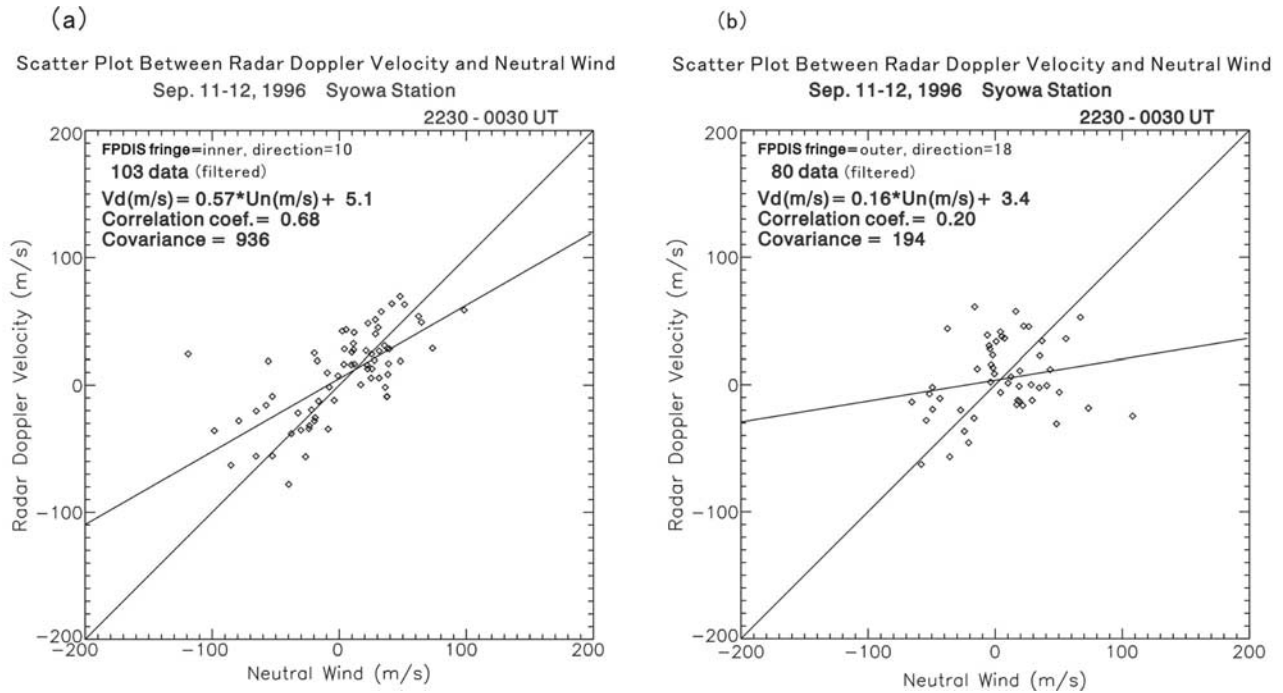 (a)
Scatter Plot Between Radar Doppler Velocity and Neutral Wind
Sep. 11-12, 1996 Syowa Station
2230 - 0030 UT
FPDIS fringe=inner, direction=10
103 data (filtered)
Vd(m/s)= 0.57*Un(m/s)+ 5.1
Correlation coef.= 0.68
Covariance = 936
Radar Doppler Velocity (m/s)
200
100
0
−100
−200
−200 −100 0 100 200
Neutral Wind (m/s)
(b)
Scatter Plot Between Radar Doppler Velocity and Neutral Wind
Sep. 11-12, 1996 Syowa Station
2230 - 0030 UT
FPDIS fringe=outer, direction=18
80 data (filtered)
Vd(m/s)= 0.16*Un(m/s)+ 3.4
Correlation coef.= 0.20
Covariance = 194
Radar Doppler Velocity (m/s)
200
100
0
−100
−200
−200 −100 0 100 200
Neutral Wind (m/s)